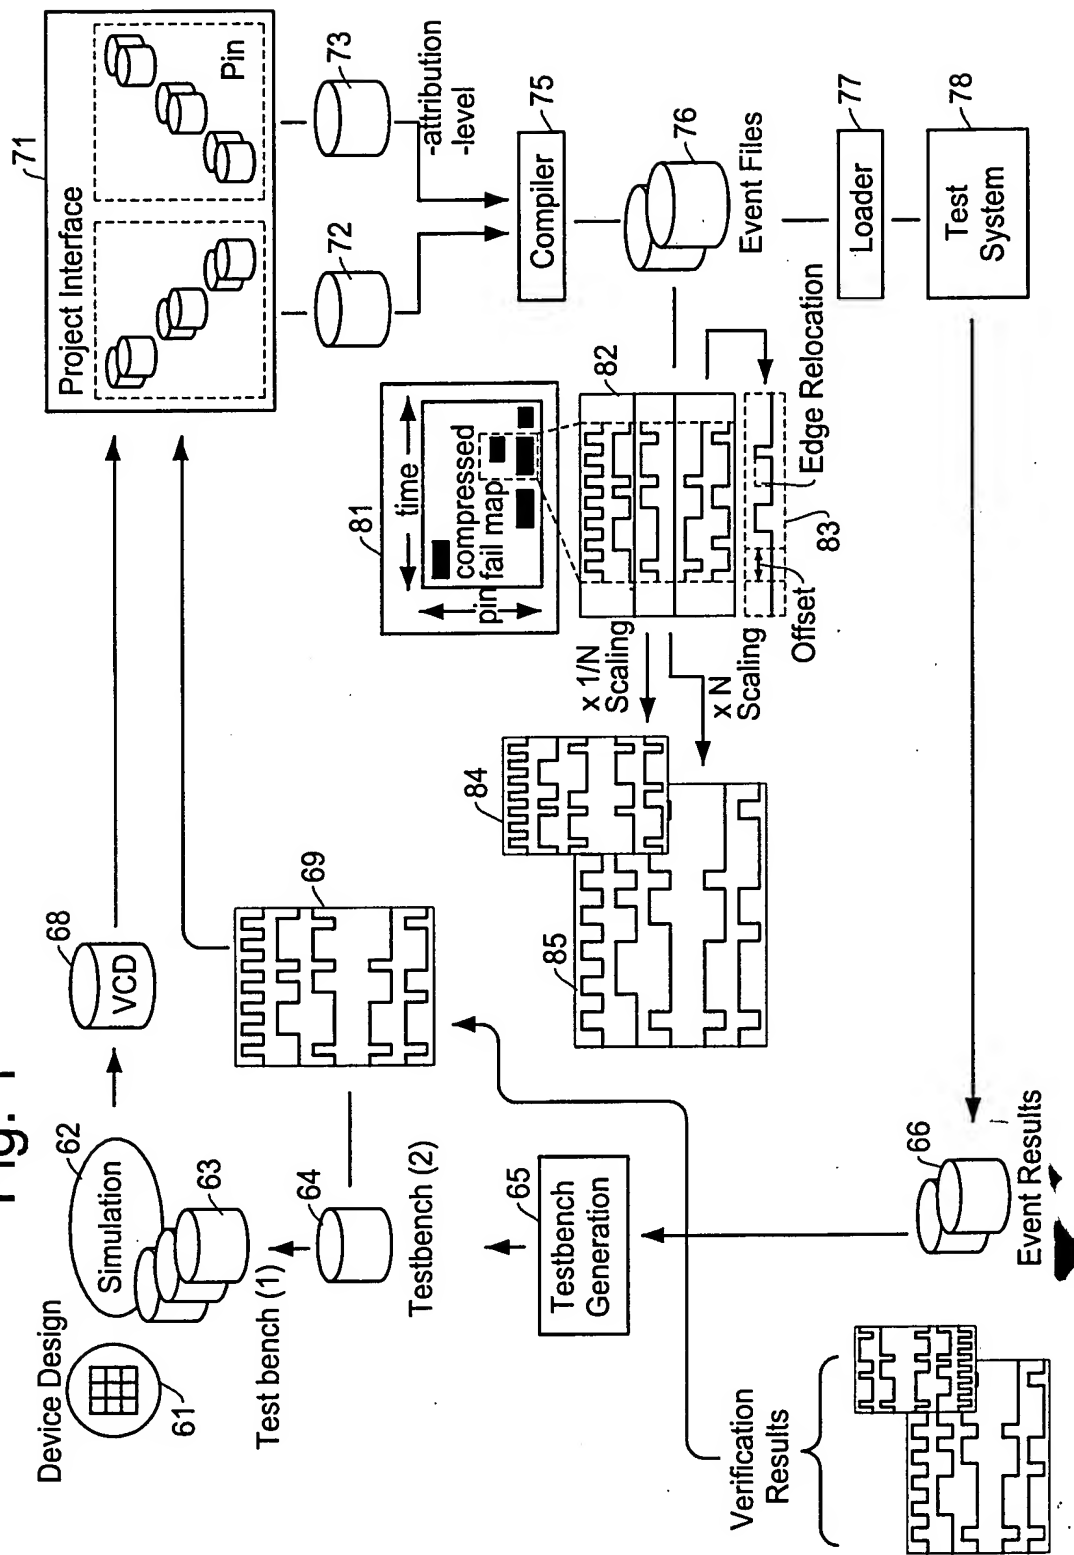 Fig. 1
Device Design
61
Simulation
62
63
Test bench (1)
64
Testbench (2)
65
Testbench
Generation
66
Event Results
Verification
Results
68
VCD
69
71
Project Interface
Pin
72
73
-attribution
-level
75
Compiler
76
Event Files
77
Loader
78
Test
System
81
time
pin
compressed
fail map
82
Edge Relocation
83
Offset
x 1/N
Scaling
x N
Scaling
84
85